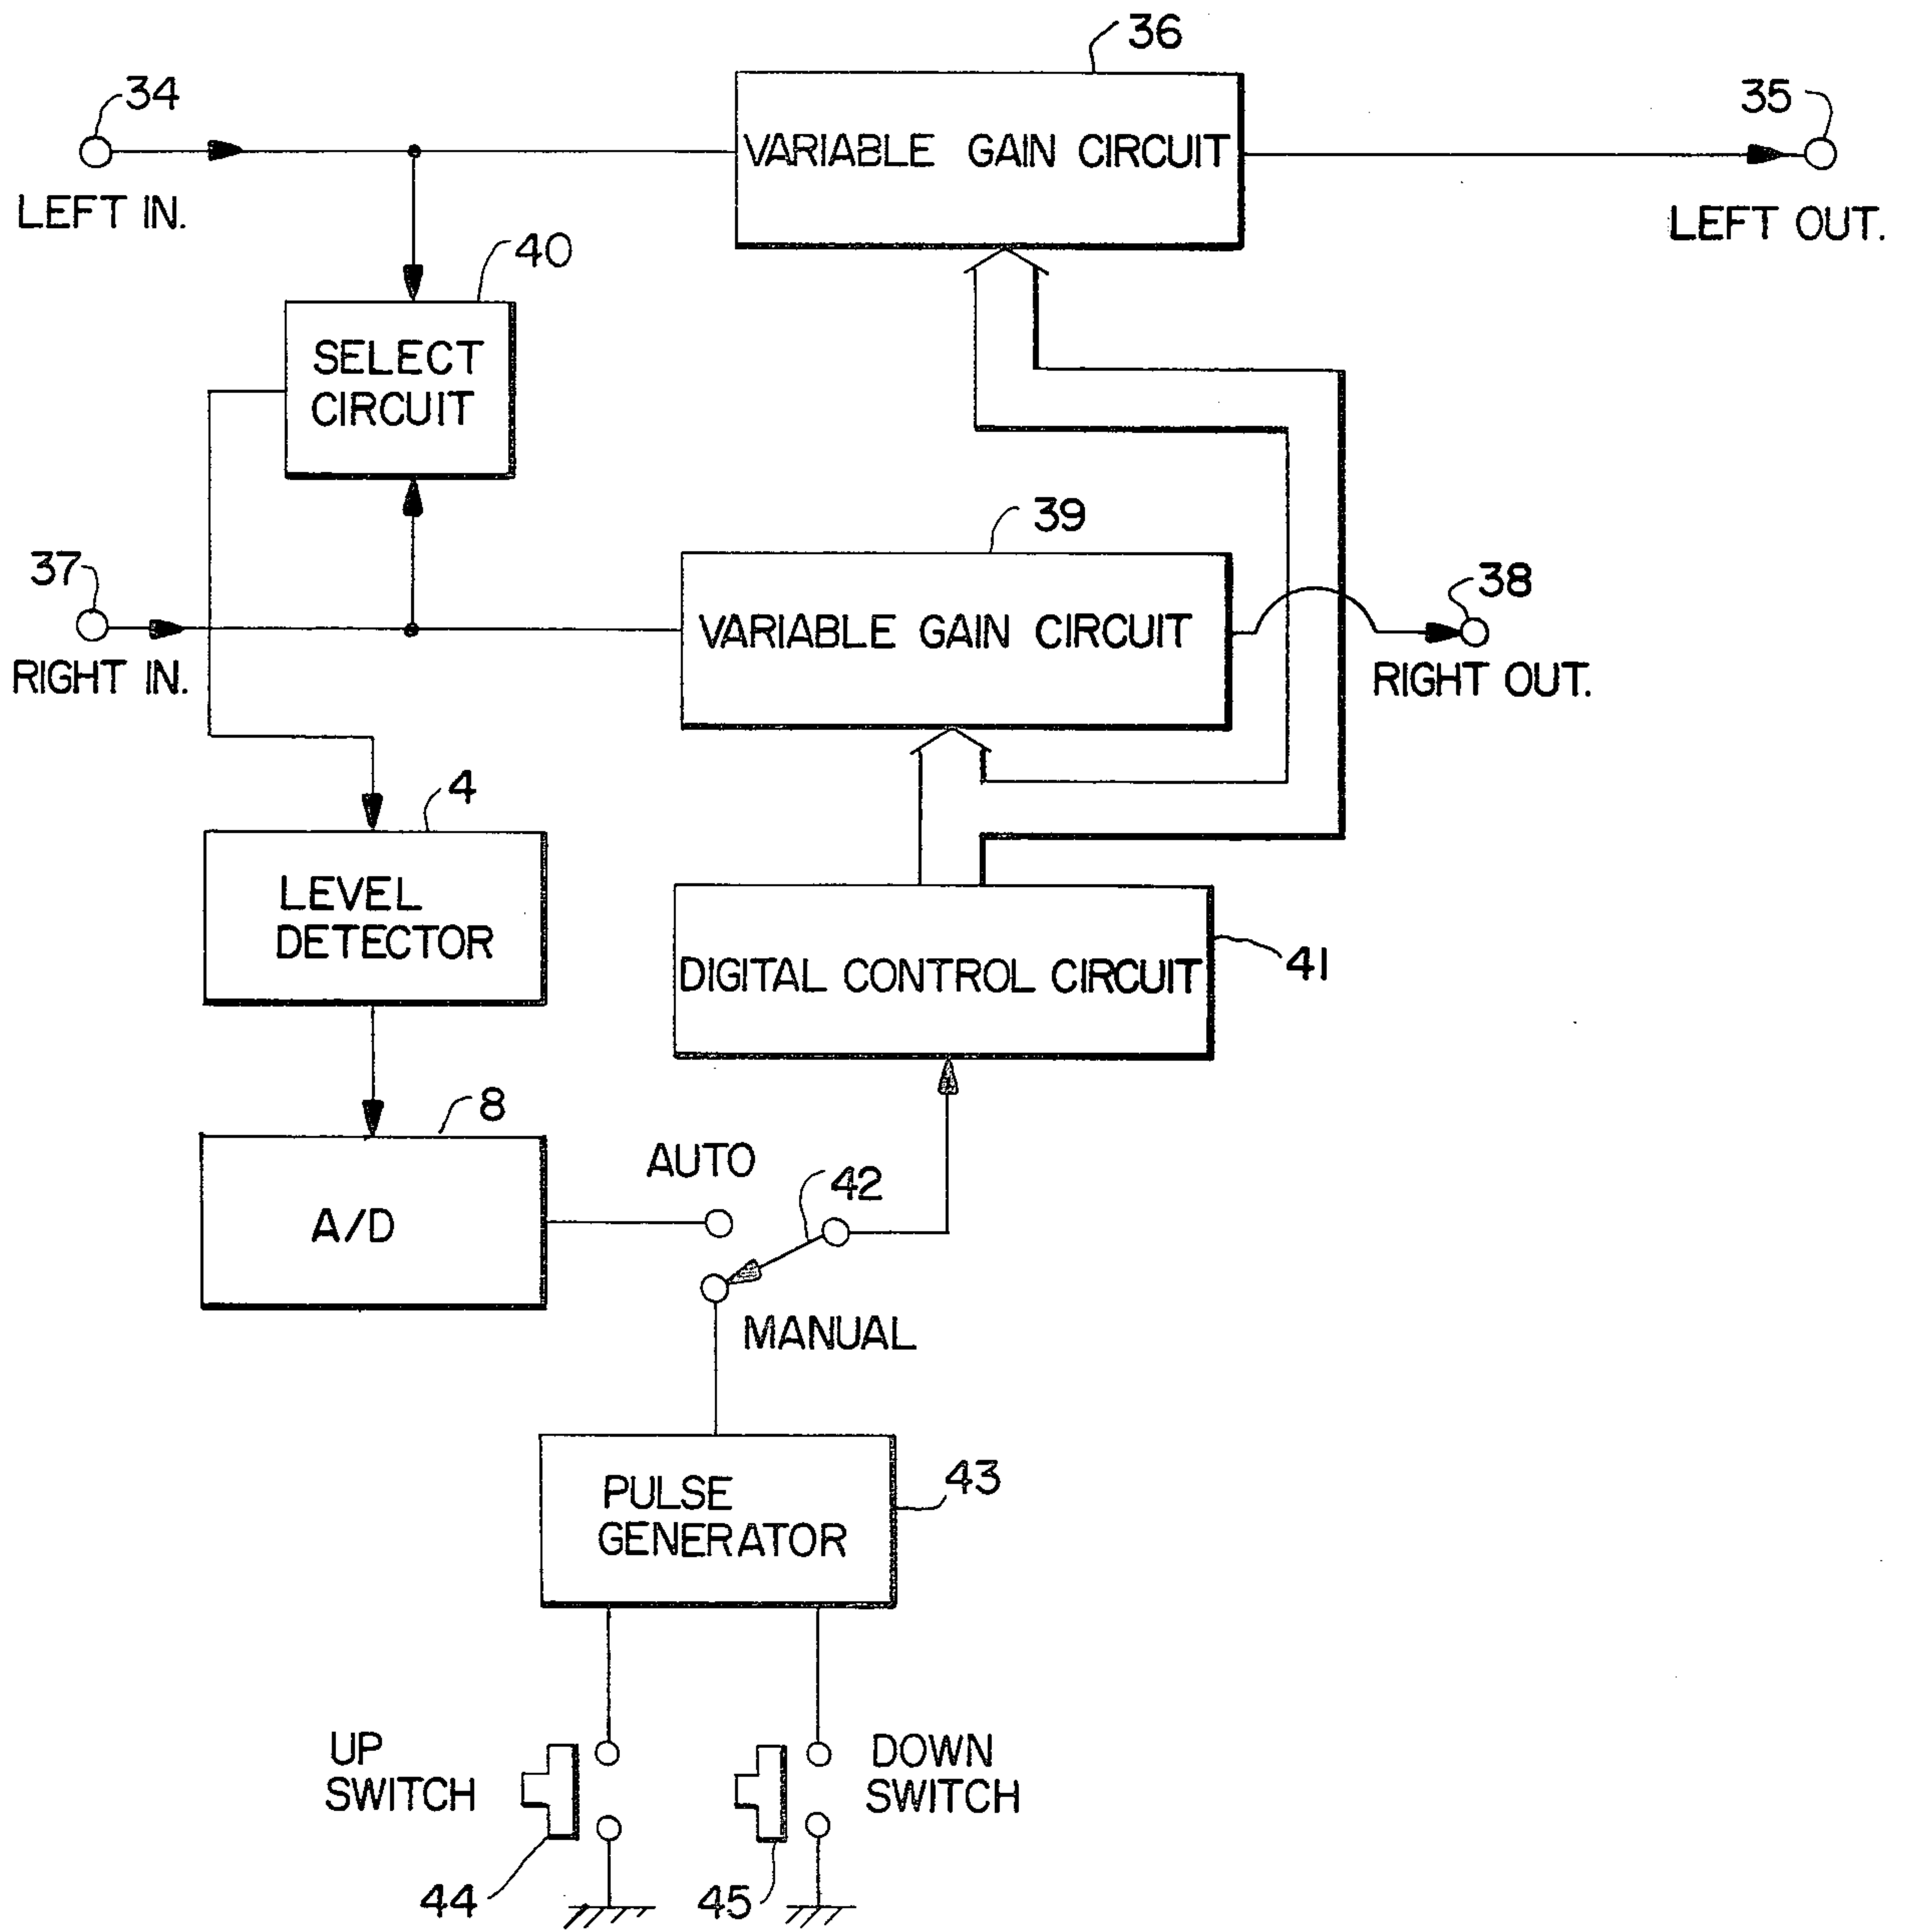 36
34
35
VARIABLE GAIN CIRCUIT
LEFT IN.
LEFT OUT.
40
SELECT
CIRCUIT
39
37
38
VARIABLE GAIN CIRCUIT
RIGHT IN.
RIGHT OUT.
4
LEVEL
DETECTOR
DIGITAL CONTROL CIRCUIT
41
8
AUTO
42
A/D
MANUAL
PULSE
GENERATOR
43
UP
SWITCH
DOWN
SWITCH
44
45